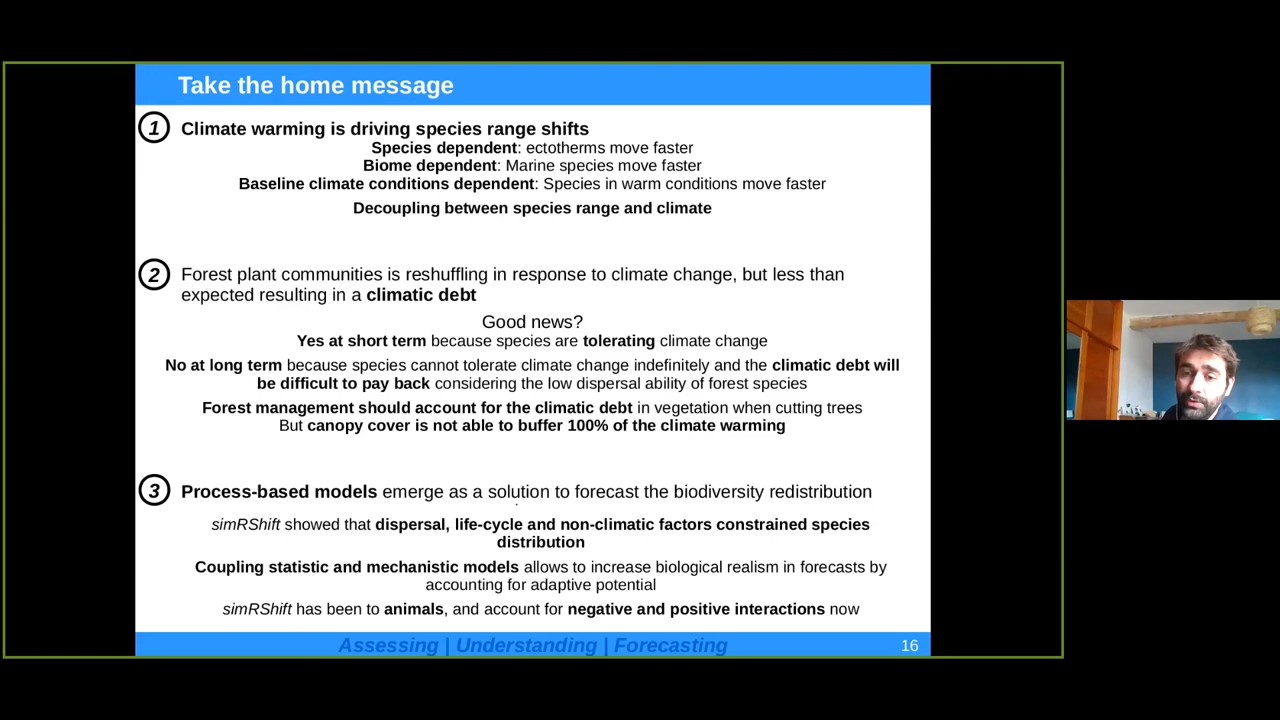 Take the home message
1 Climate warming is driving species range shifts
Species dependent: ectotherms move faster
Biome dependent: Marine species move faster
Baseline climate conditions dependent: Species in warm conditions move faster
Decoupling between species range and climate
2 Forest plant communities is reshuffling in response to climate change, but less than
expected resulting in a climatic debt
Good news?
Yes at short term because species are tolerating climate change
No at long term because species cannot tolerate climate change indefinitely and the climatic debt will
be difficult to pay back considering the low dispersal ability of forest species
Forest management should account for the climatic debt in vegetation when cutting trees
But canopy cover is not able to buffer 100% of the climate warming
3 Process-based models emerge as a solution to forecast the biodiversity redistribution
simRShift showed that dispersal, life-cycle and non-climatic factors constrained species
distribution
Coupling statistic and mechanistic models allows to increase biological realism in forecasts by
accounting for adaptive potential
simRShift has been to animals, and account for negative and positive interactions now
Assessing | Understanding | Forecasting
16